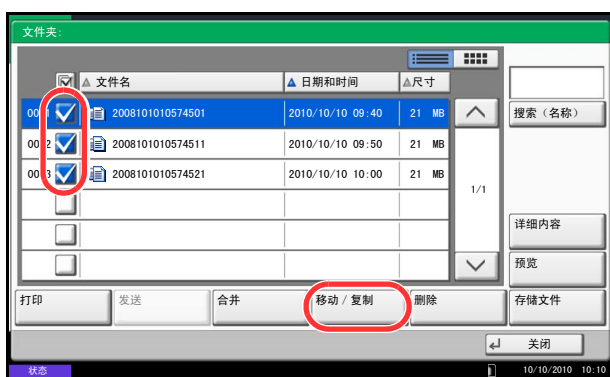 文件夹:
文件名 日期和时间 尺寸
2008101010574501 2010/10/10 09:40 21 MB
搜索（名称）
2008101010574511 2010/10/10 09:50 21 MB
2008101010574521 2010/10/10 10:00 21 MB
1/1
详细内容
预览
打印 发送 合并 移动 / 复制 删除 存储文件
关闭
状态 10/10/2010 10:10